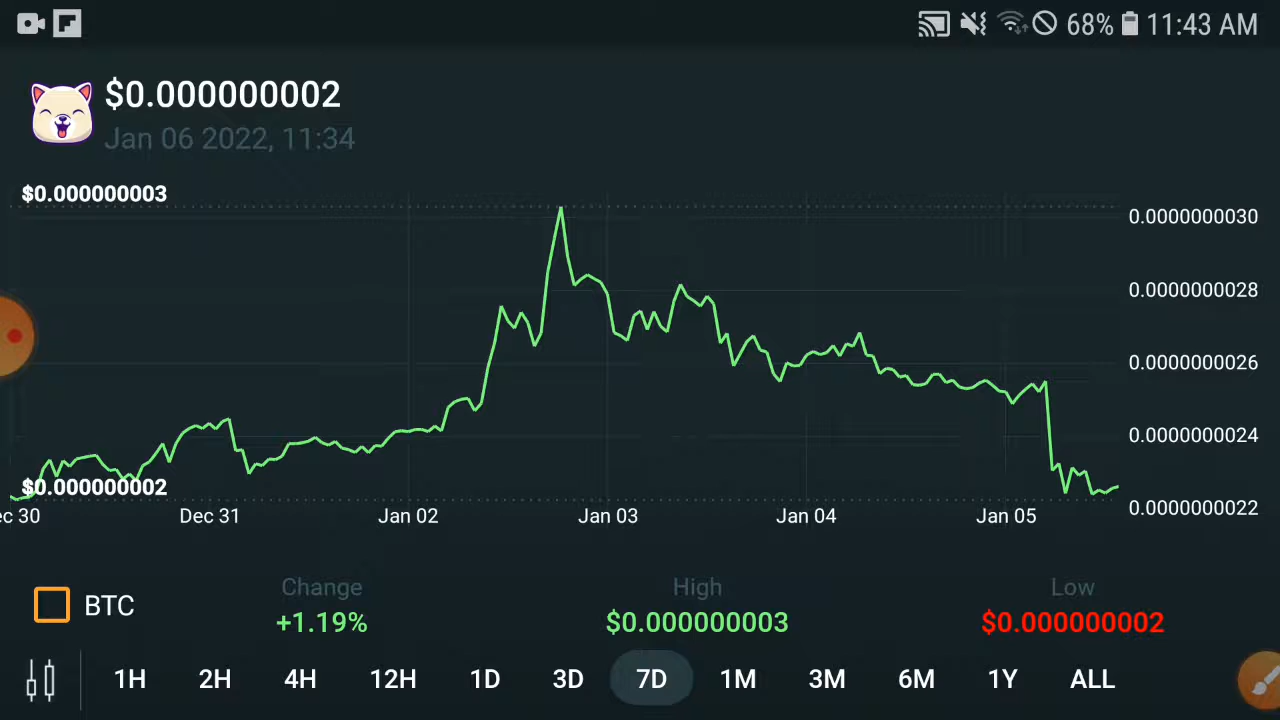 68% 11:43 AM
$0.000000002
Jan 06 2022, 11:34
$0.000000003
0.0000000030
0.0000000028
0.0000000026
0.0000000024
$0.000000002
0.0000000022
ec 30 Dec 31 Jan 02 Jan 03 Jan 04 Jan 05
BTC
Change High Low
+1.19% $0.000000003 $0.000000002
1H 2H 4H 12H 1D 3D 7D 1M 3M 6M 1Y ALL